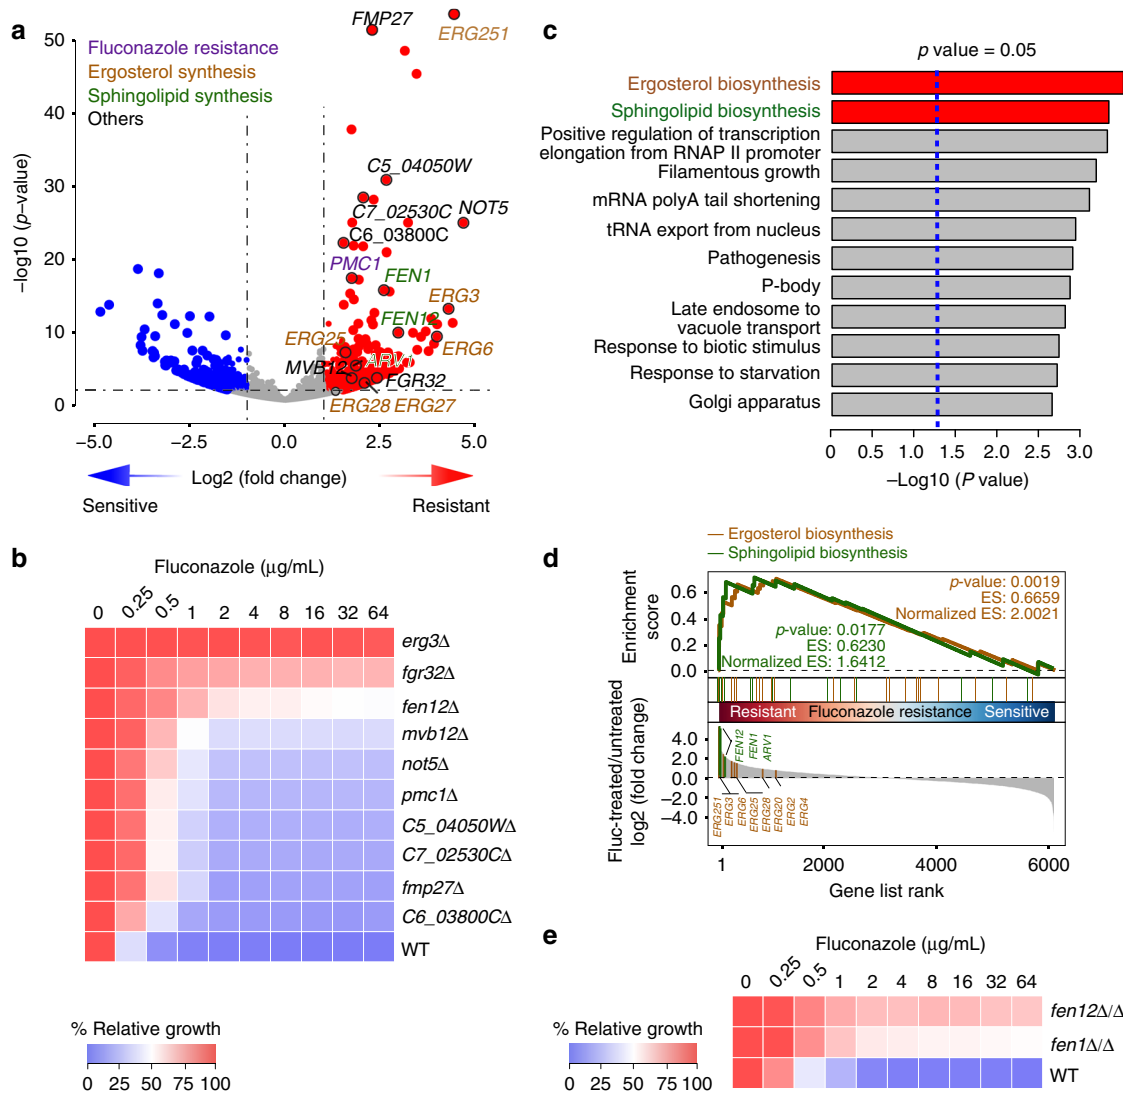 a
Fluconazole resistance
Ergosterol synthesis
Sphingolipid synthesis
Others
FMP27
ERG251
C5_04050W
C7_02530C
NOT5
C6_03800C
PMC1
FEN1
ERG3
FEN12
ERG25
ERG6
MVB12
ARV1
FGR32
ERG28 ERG27
50
40
30
20
10
0
−log10 (p−value)
−5.0
−2.5
0.0
2.5
5.0
Log2 (fold change)
Sensitive
Resistant
c
p value = 0.05
Ergosterol biosynthesis
Sphingolipid biosynthesis
Positive regulation of transcription
elongation from RNAP II promoter
Filamentous growth
mRNA polyA tail shortening
tRNA export from nucleus
Pathogenesis
P-body
Late endosome to
vacuole transport
Response to biotic stimulus
Response to starvation
Golgi apparatus
0
0.5
1.0
1.5
2.0
2.5
3.0
−Log10 (P value)
b
Fluconazole (μg/mL)
0 0.25 0.5 1 2 4 8 16 32 64
erg3Δ
fgr32Δ
fen12Δ
mvb12Δ
not5Δ
pmc1Δ
C5_04050WΔ
C7_02530CΔ
fmp27Δ
C6_03800CΔ
WT
% Relative growth
0 25 50 75 100
d
— Ergosterol biosynthesis
— Sphingolipid biosynthesis
Enrichment
score
0.6
0.4
0.2
0.0
p-value: 0.0019
ES: 0.6659
Normalized ES: 2.0021
p-value: 0.0177
ES: 0.6230
Normalized ES: 1.6412
Resistant
Fluconazole resistance
Sensitive
Fluc-treated/untreated
log2 (fold change)
4.0
2.0
0.0
−2.0
−4.0
FEN12
FEN1
ARV1
ERG251
ERG3
ERG6
ERG25
ERG28
ERG20
ERG2
ERG4
1
2000
4000
6000
Gene list rank
e
Fluconazole (μg/mL)
0 0.25 0.5 1 2 4 8 16 32 64
fen12Δ/Δ
fen1Δ/Δ
WT
% Relative growth
0 25 50 75 100